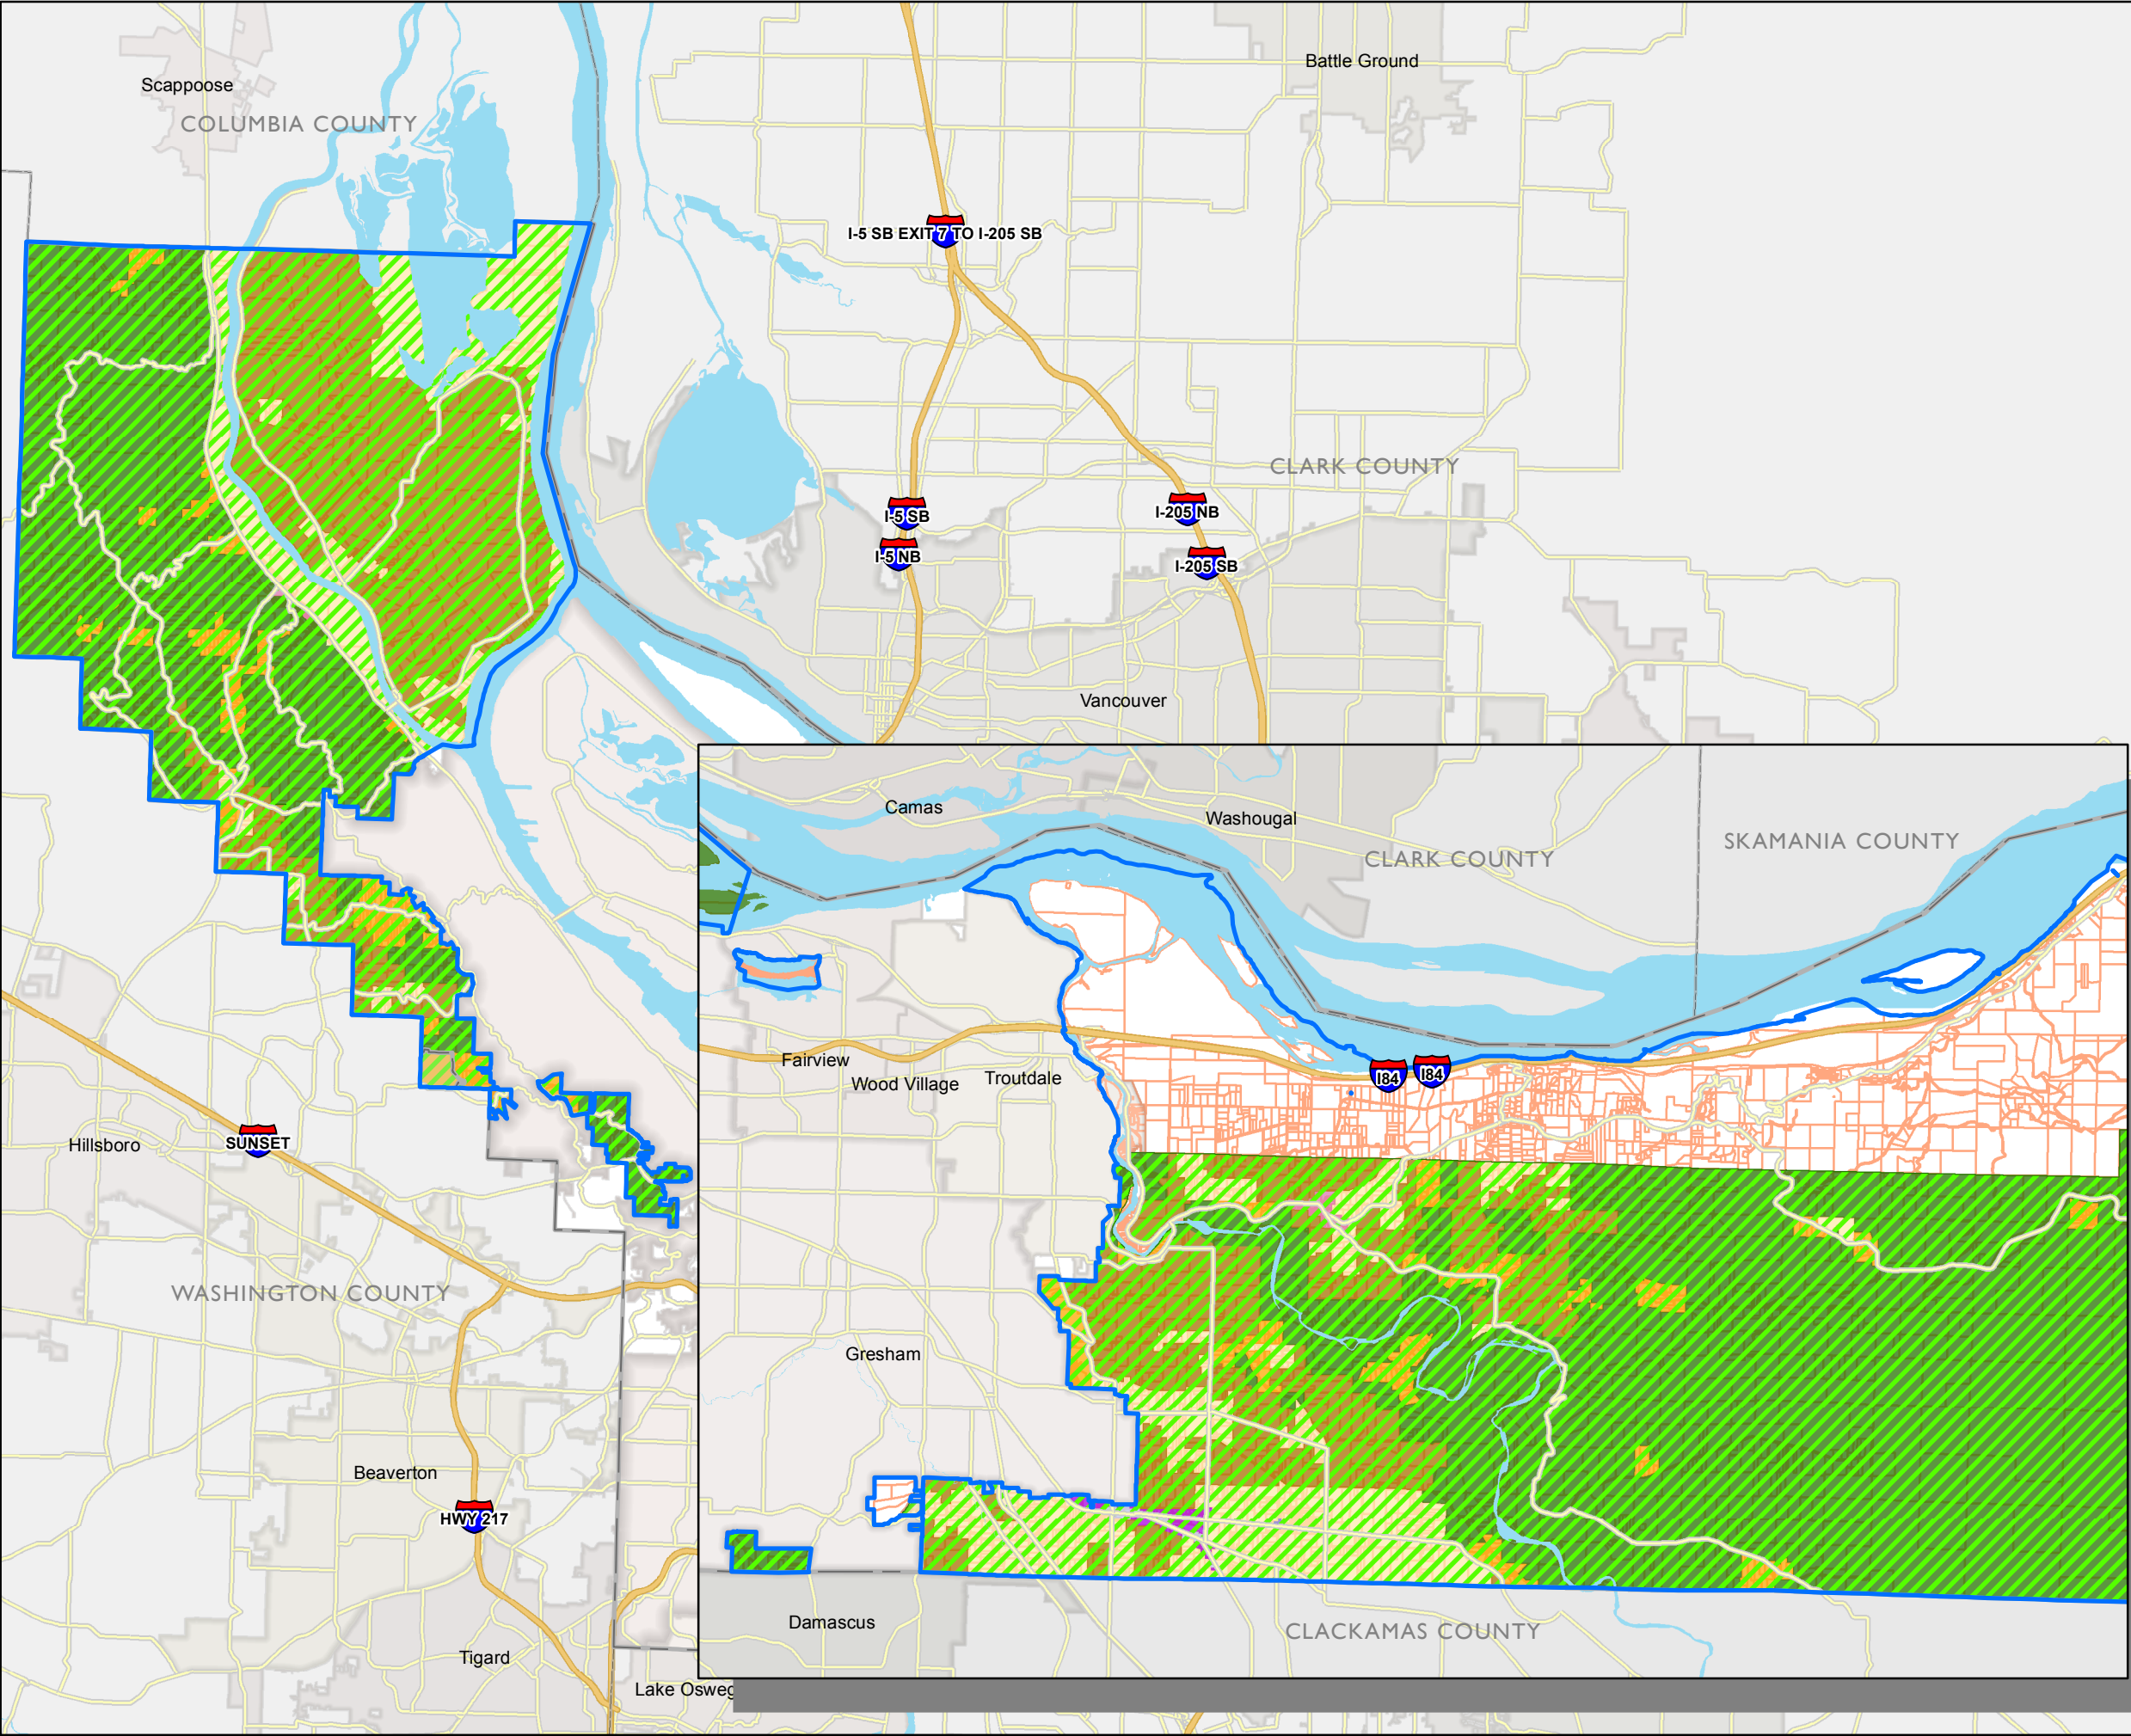 Battle Ground
Scappoose
COLUMBIA COUNTY
I-5 SB EXIT 7 TO I-205 SB
CLARK COUNTY
I-5 SB
I-205 NB
I-5 NB
I-205 SB
Vancouver
Camas
Washougal
SKAMANIA COUNTY
CLARK COUNTY
Fairview
Wood Village
Troutdale
I84
I84
Hillsboro
SUNSET
WASHINGTON COUNTY
Gresham
Beaverton
HWY 217
Damascus
CLACKAMAS COUNTY
Tigard
Lake Osweg